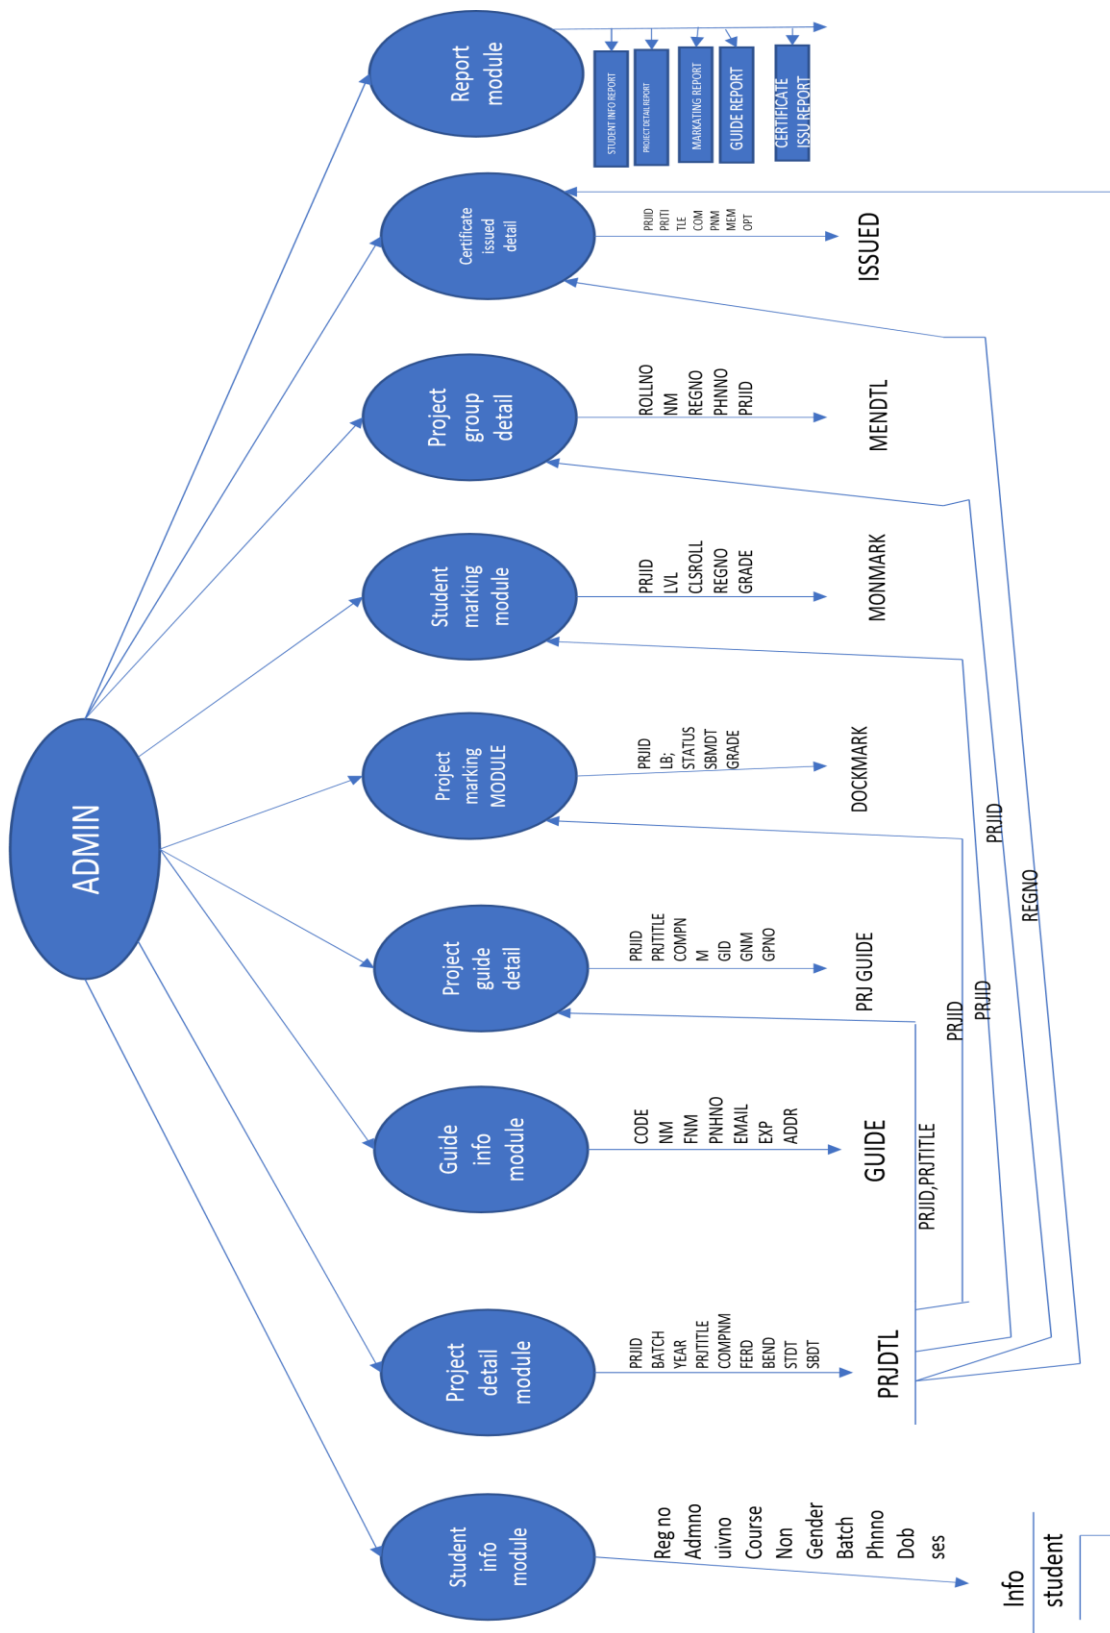 ADMIN
Student
info
module
Project
detail
module
Guide
info
module
Project
guide
detail
Project
marking
MODULE
Student
marking
module
Project
group
detail
Certificate
issued
detail
Report
module
Reg no
Admno
uivno
Course
Non
Gender
Batch
Phnno
Dob
ses
PRJID
BATCH
YEAR
PRJTITLE
COMPNM
FERD
BEND
STDT
SBDT
CODE
NM
FNM
PNHNO
EMAIL
EXP
ADDR
PRJID
PRJTITLE
COMPN
M
GID
GNM
GPNO
PRJID
LB;
STATUS
SBMDT
GRADE
PRJID
LVL
CLSROLL
REGNO
GRADE
ROLLNO
NM
REGNO
PHNNO
PRJID
PRJID
PRJTI
TLE
COM
PNM
MEM
OPT
STUDENT INFO REPORT
PROJECT DETAIL REPORT
MARKATING REPORT
GUIDE REPORT
CERTIFICATE
ISSU REPORT
Info
student
PRJDTL
GUIDE
PRJ GUIDE
DOCKMARK
MONMARK
MENDTL
ISSUED
PRJID,PRJTITLE
PRJID
PRJID
PRJID
REGNO